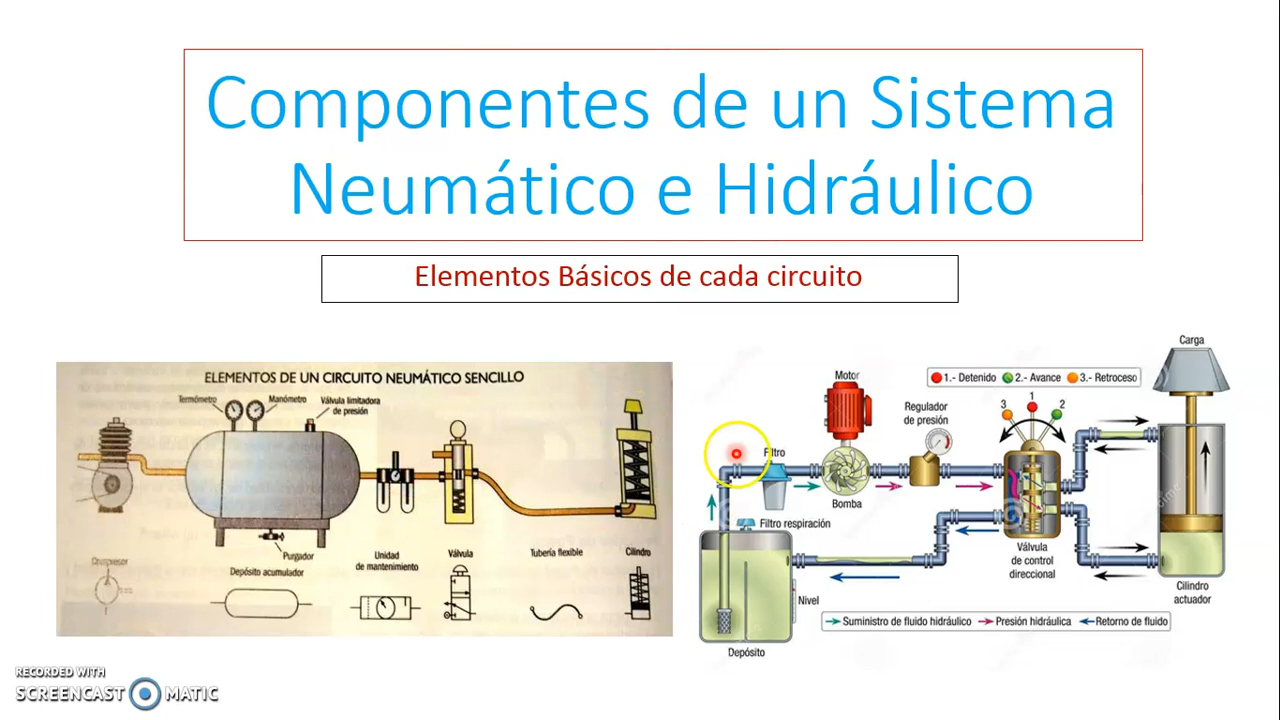 Componentes de un Sistema
Neumático e Hidráulico
Elementos Básicos de cada circuito
ELEMENTOS DE UN CIRCUITO NEUMÁTICO SENCILLO
Termómetro
Manómetro
Válvula limitadora
de presión
Purgador
Compresor
Depósito acumulador
Unidad
de mantenimiento
Válvula
Tubería flexible
Cilindro
Carga
Motor
1.- Detenido
2.- Avance
3.- Retroceso
Regulador
de presión
3
1
2
Filtro
Bomba
Filtro respiración
Válvula
de control
direccional
Nivel
Cilindro
actuador
Suministro de fluido hidráulico
Presión hidráulica
Retorno de fluido
Depósito
RECORDED WITH
SCREENCAST MATIC